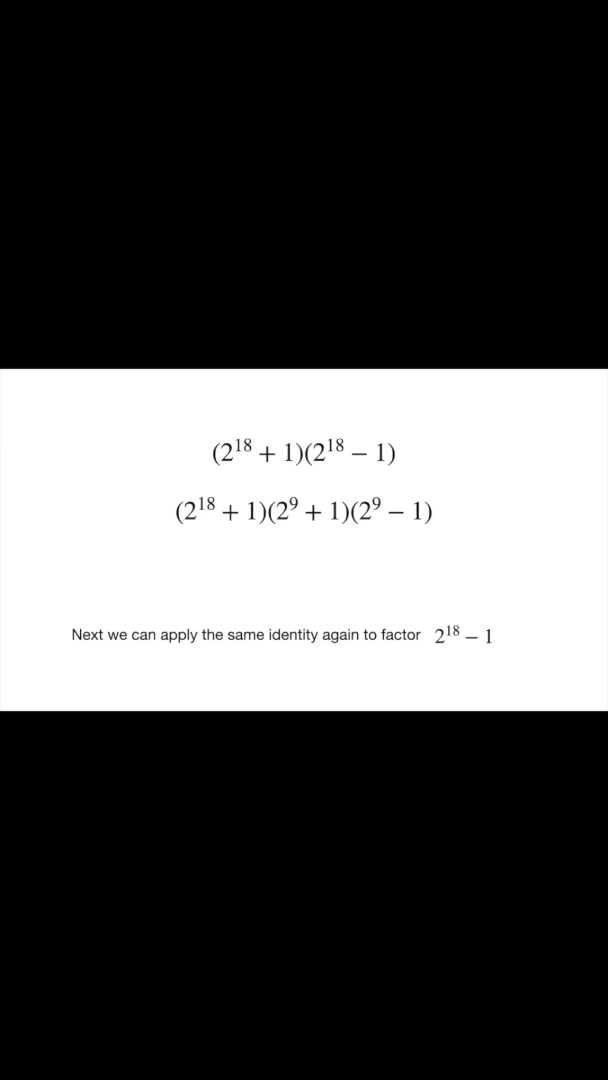 (2¹⁸ + 1)(2¹⁸ − 1)
(2¹⁸ + 1)(2⁹ + 1)(2⁹ − 1)
Next we can apply the same identity again to factor 2¹⁸ − 1